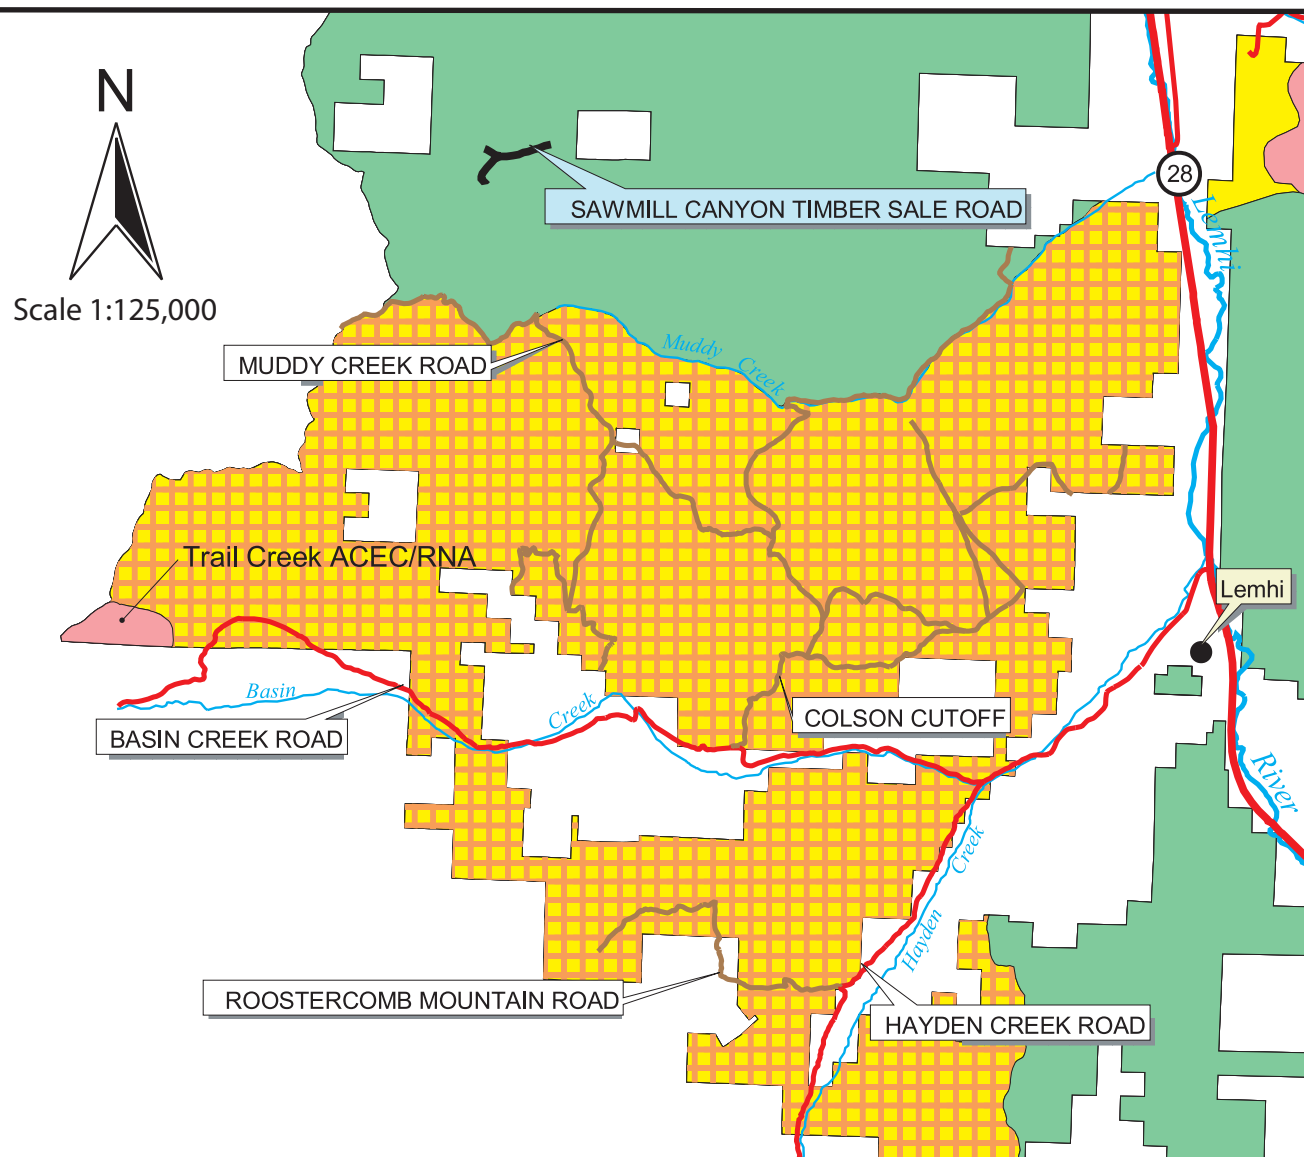 N
Scale 1:125,000
28
SAWMILL CANYON TIMBER SALE ROAD
Lemhi
MUDDY CREEK ROAD
Muddy Creek
Trail Creek ACEC/RNA
Lemhi
Basin Creek
COLSON CUTOFF
BASIN CREEK ROAD
River
Hayden Creek
ROOSTERCOMB MOUNTAIN ROAD
HAYDEN CREEK ROAD